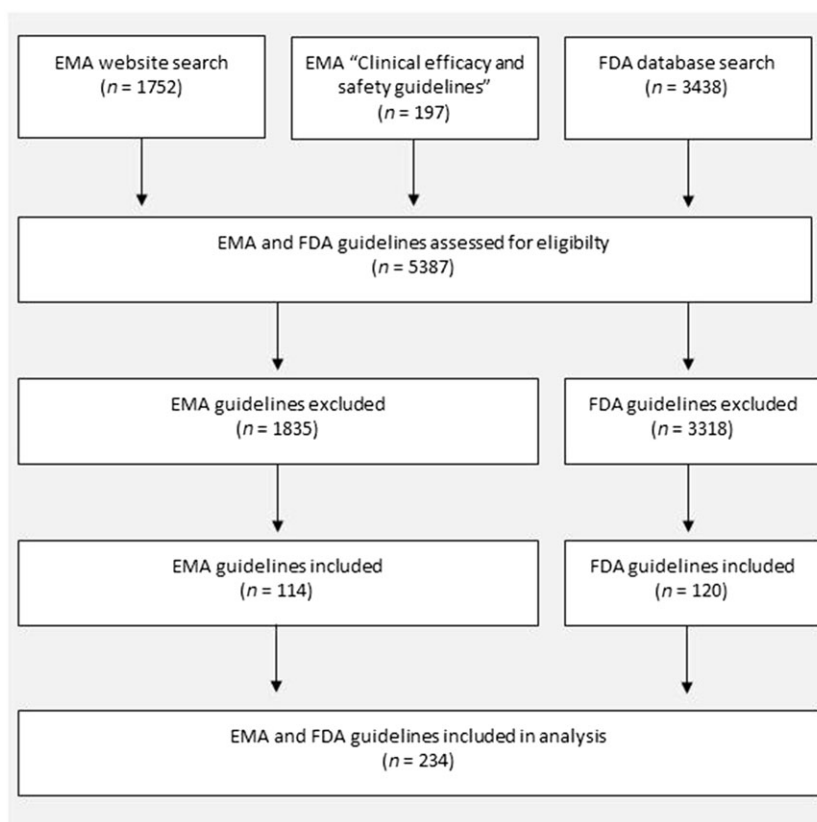 EMA website search
(n = 1752)
EMA “Clinical efficacy and
safety guidelines”
(n = 197)
FDA database search
(n = 3438)
EMA and FDA guidelines assessed for eligibilty
(n = 5387)
EMA guidelines excluded
(n = 1835)
FDA guidelines excluded
(n = 3318)
EMA guidelines included
(n = 114)
FDA guidelines included
(n = 120)
EMA and FDA guidelines included in analysis
(n = 234)